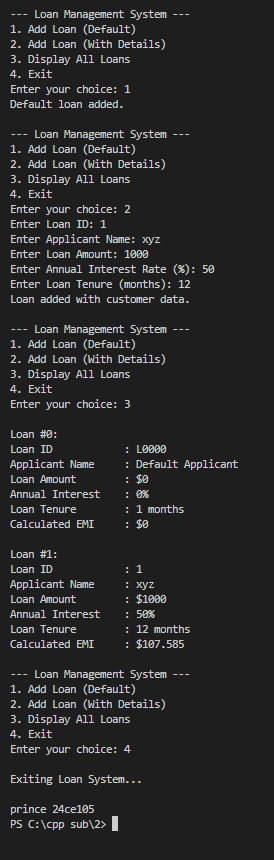 --- Loan Management System ---
1. Add Loan (Default)
2. Add Loan (With Details)
3. Display All Loans
4. Exit
Enter your choice: 1
Default loan added.
--- Loan Management System ---
1. Add Loan (Default)
2. Add Loan (With Details)
3. Display All Loans
4. Exit
Enter your choice: 2
Enter Loan ID: 1
Enter Applicant Name: xyz
Enter Loan Amount: 1000
Enter Annual Interest Rate (%): 50
Enter Loan Tenure (months): 12
Loan added with customer data.
--- Loan Management System ---
1. Add Loan (Default)
2. Add Loan (With Details)
3. Display All Loans
4. Exit
Enter your choice: 3
Loan #0:
Loan ID : L0000
Applicant Name : Default Applicant
Loan Amount : $0
Annual Interest : 0%
Loan Tenure : 1 months
Calculated EMI : $0
Loan #1:
Loan ID : 1
Applicant Name : xyz
Loan Amount : $1000
Annual Interest : 50%
Loan Tenure : 12 months
Calculated EMI : $107.585
--- Loan Management System ---
1. Add Loan (Default)
2. Add Loan (With Details)
3. Display All Loans
4. Exit
Enter your choice: 4
Exiting Loan System...
prince 24ce105
PS C:\cpp sub\2>